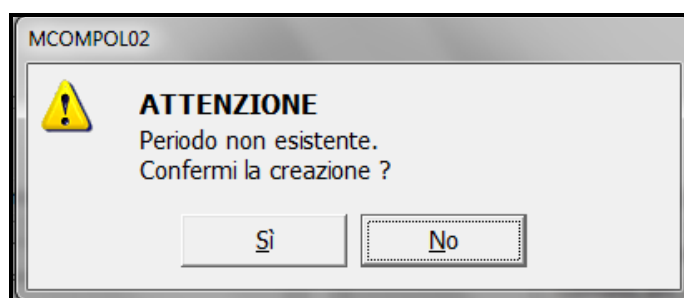 MCOMPOL02
ATTENZIONE
Periodo non esistente.
Confermi la creazione ?
Sì
No